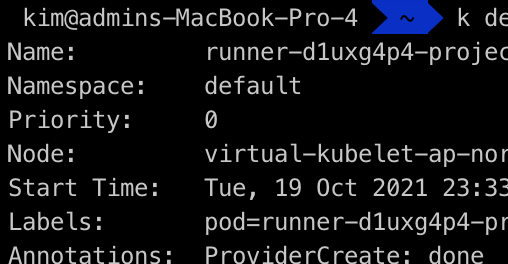 kim@admins-MacBook-Pro-4 ~ k de
Name: runner-d1uxg4p4-projec
Namespace: default
Priority: 0
Node: virtual-kubelet-ap-nor
Start Time: Tue, 19 Oct 2021 23:33
Labels: pod=runner-d1uxg4p4-pr
Annotations: ProviderCreate: done